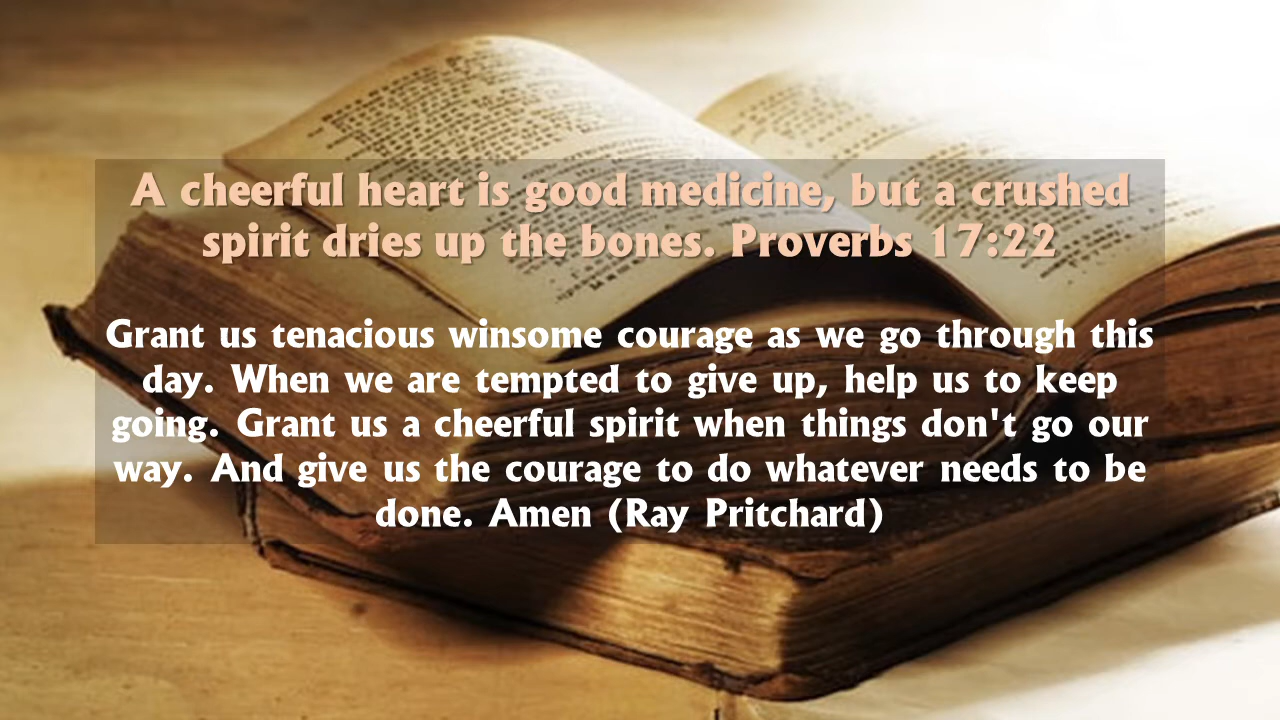 A cheerful heart is good medicine, but a crushed
spirit dries up the bones. Proverbs 17:22
Grant us tenacious winsome courage as we go through this
day. When we are tempted to give up, help us to keep
going. Grant us a cheerful spirit when things don't go our
way. And give us the courage to do whatever needs to be
done. Amen (Ray Pritchard)